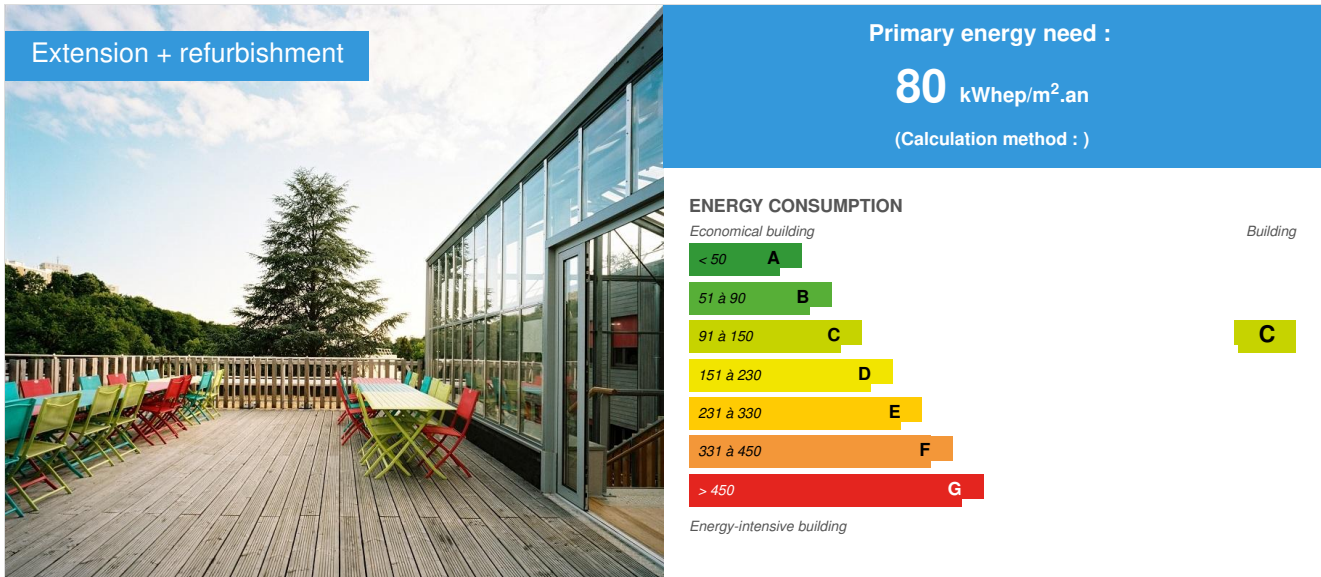 Extension + refurbishment
Primary energy need :
80 kWhep/m².an
(Calculation method : )
ENERGY CONSUMPTION
Economical building
Building
< 50 A
51 à 90 B
91 à 150 C
C
151 à 230 D
231 à 330 E
331 à 450 F
> 450 G
Energy-intensive building